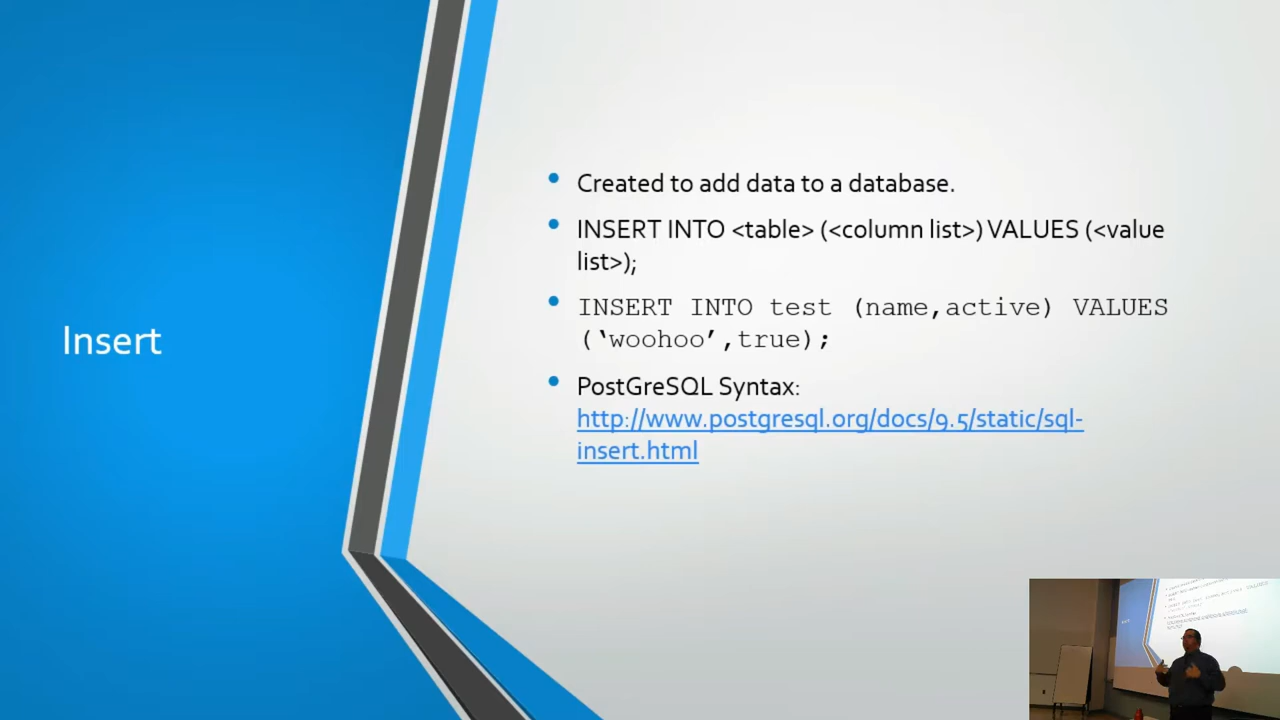 Insert
Created to add data to a database.
INSERT INTO <table> (<column list>) VALUES (<value
list>);
INSERT INTO test (name,active) VALUES
(‘woohoo’,true);
PostGreSQL Syntax:
http://www.postgresql.org/docs/9.5/static/sql-
insert.html